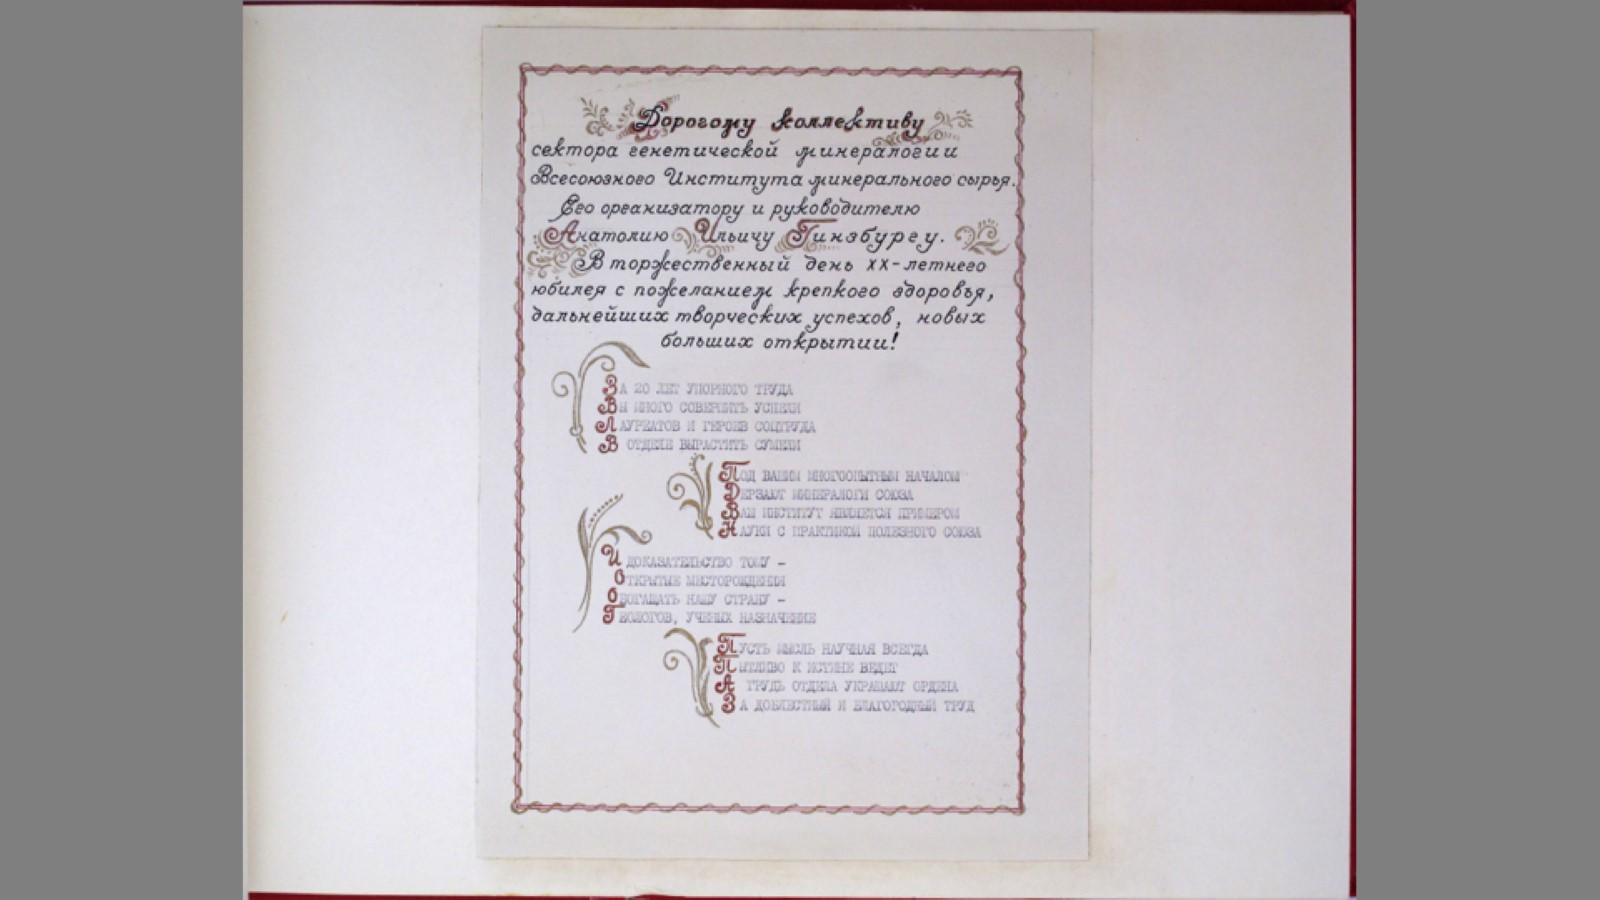 Дорогому коллективу
сектора генетической минералогии
Всесоюзного Института минерального сырья.
Его организатору и руководителю
Анатолию Ильичу Гинзбургу.
В торжественный день XX-летнего
юбилея с пожеланием крепкого здоровья,
дальнейших творческих успехов, новых
больших открытии!
ЗА 20 ЛЕТ УПОРНОГО ТРУДА
ВЫ МНОГО СОВЕРШИТЬ УСПЕЛИ
ЛАУРЕАТОВ И ГЕРОЕВ СОЦТРУДА
В ОТДЕЛЕ ВЫРАСТИТЬ СУМЕЛИ
ПОД ВАШИМ МНОГООПЫТНЫМ НАЧАЛОМ
ДЕРЗАЮТ МИНЕРАЛОГИ СОЮЗА
ВАШ ИНСТИТУТ ЯВЛЯЕТСЯ ПРИМЕРОМ
НАУКИ С ПРАКТИКОЙ ПОЛЕЗНОГО СОЮЗА
И ДОКАЗАТЕЛЬСТВО ТОМУ -
ОТКРЫТЫЕ МЕСТОРОЖДЕНИЯ
ОБОГАЩАТЬ НАШУ СТРАНУ -
ГЕОЛОГОВ, УЧЕНЫХ НАЗНАЧЕНИЕ
ПУСТЬ МЫСЛЬ НАУЧНАЯ ВСЕГДА
ПЫТЛИВО К ИСТИНЕ ВЕДЕТ
А ГРУДЬ ОТДЕЛА УКРАШАЮТ ОРДЕНА
ЗА ДОБЛЕСТНЫЙ И БЛАГОРОДНЫЙ ТРУД